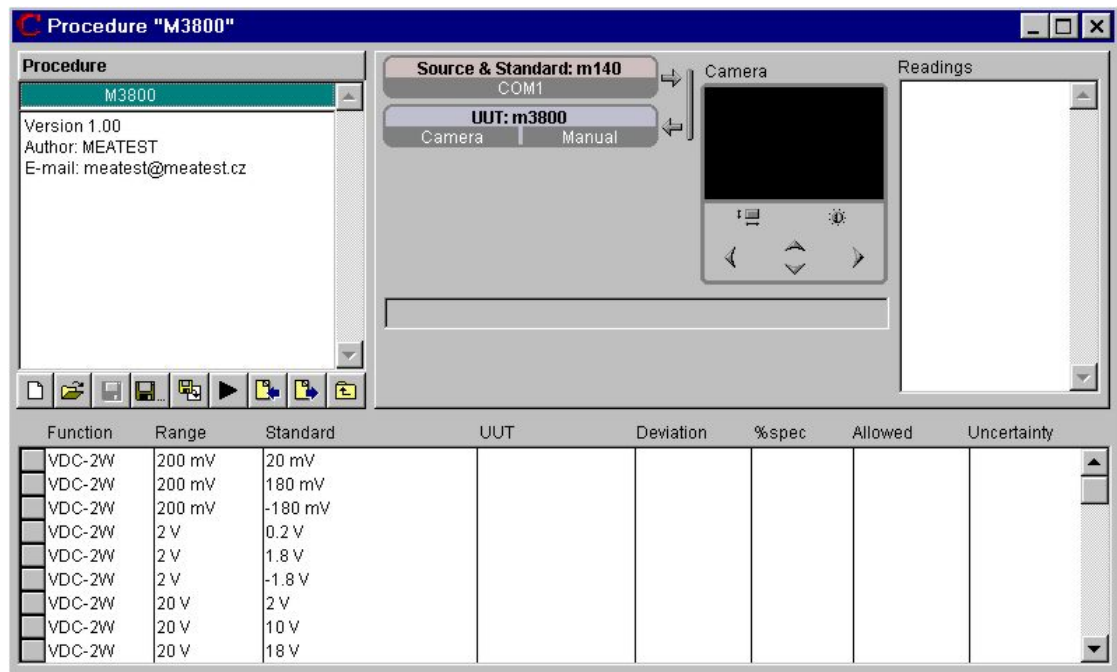 Procedure "M3800"
Procedure
M3800
Version 1.00
Author: MEATEST
E-mail: meatest@meatest.cz
Source & Standard: m140
COM1
UUT: m3800
Camera Manual
Camera
Readings
Function Range Standard UUT Deviation %spec Allowed Uncertainty
VDC-2W 200 mV 20 mV
VDC-2W 200 mV 180 mV
VDC-2W 200 mV -180 mV
VDC-2W 2 V 0.2 V
VDC-2W 2 V 1.8 V
VDC-2W 2 V -1.8 V
VDC-2W 20 V 2 V
VDC-2W 20 V 10 V
VDC-2W 20 V 18 V